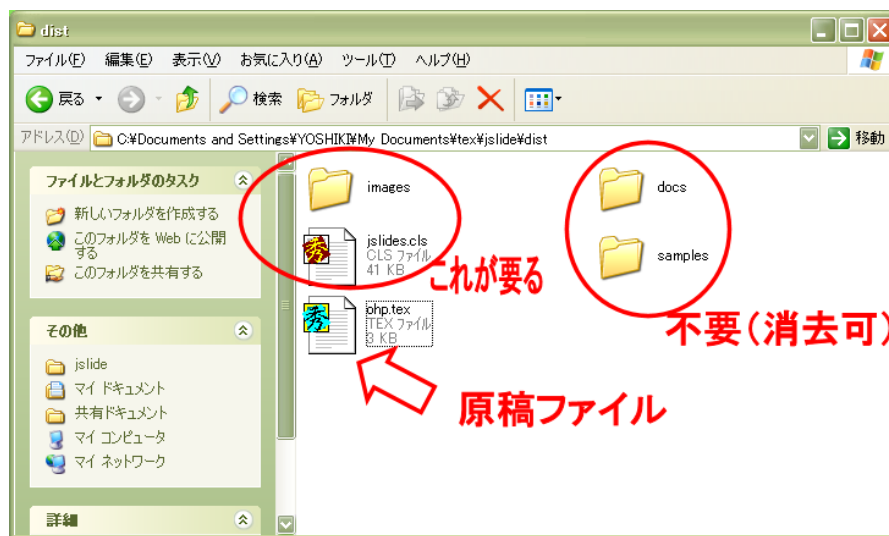 dist
ファイル(F) 編集(E) 表示(V) お気に入り(A) ツール(T) ヘルプ(H)
戻る 検索 フォルダ
アドレス(D) C:¥Documents and Settings¥YOSHIKI¥My Documents¥tex¥jslide¥dist 移動
ファイルとフォルダのタスク
新しいフォルダを作成する
このフォルダを Web に公開
する
このフォルダを共有する
その他
jslide
マイ ドキュメント
共有ドキュメント
マイ コンピュータ
マイ ネットワーク
詳細
images
docs
秀
jslides.cls
CLS ファイル
41 KB
samples
これが要る
秀
ohp.tex
TEX ファイル
3 KB
不要(消去可)
原稿ファイル